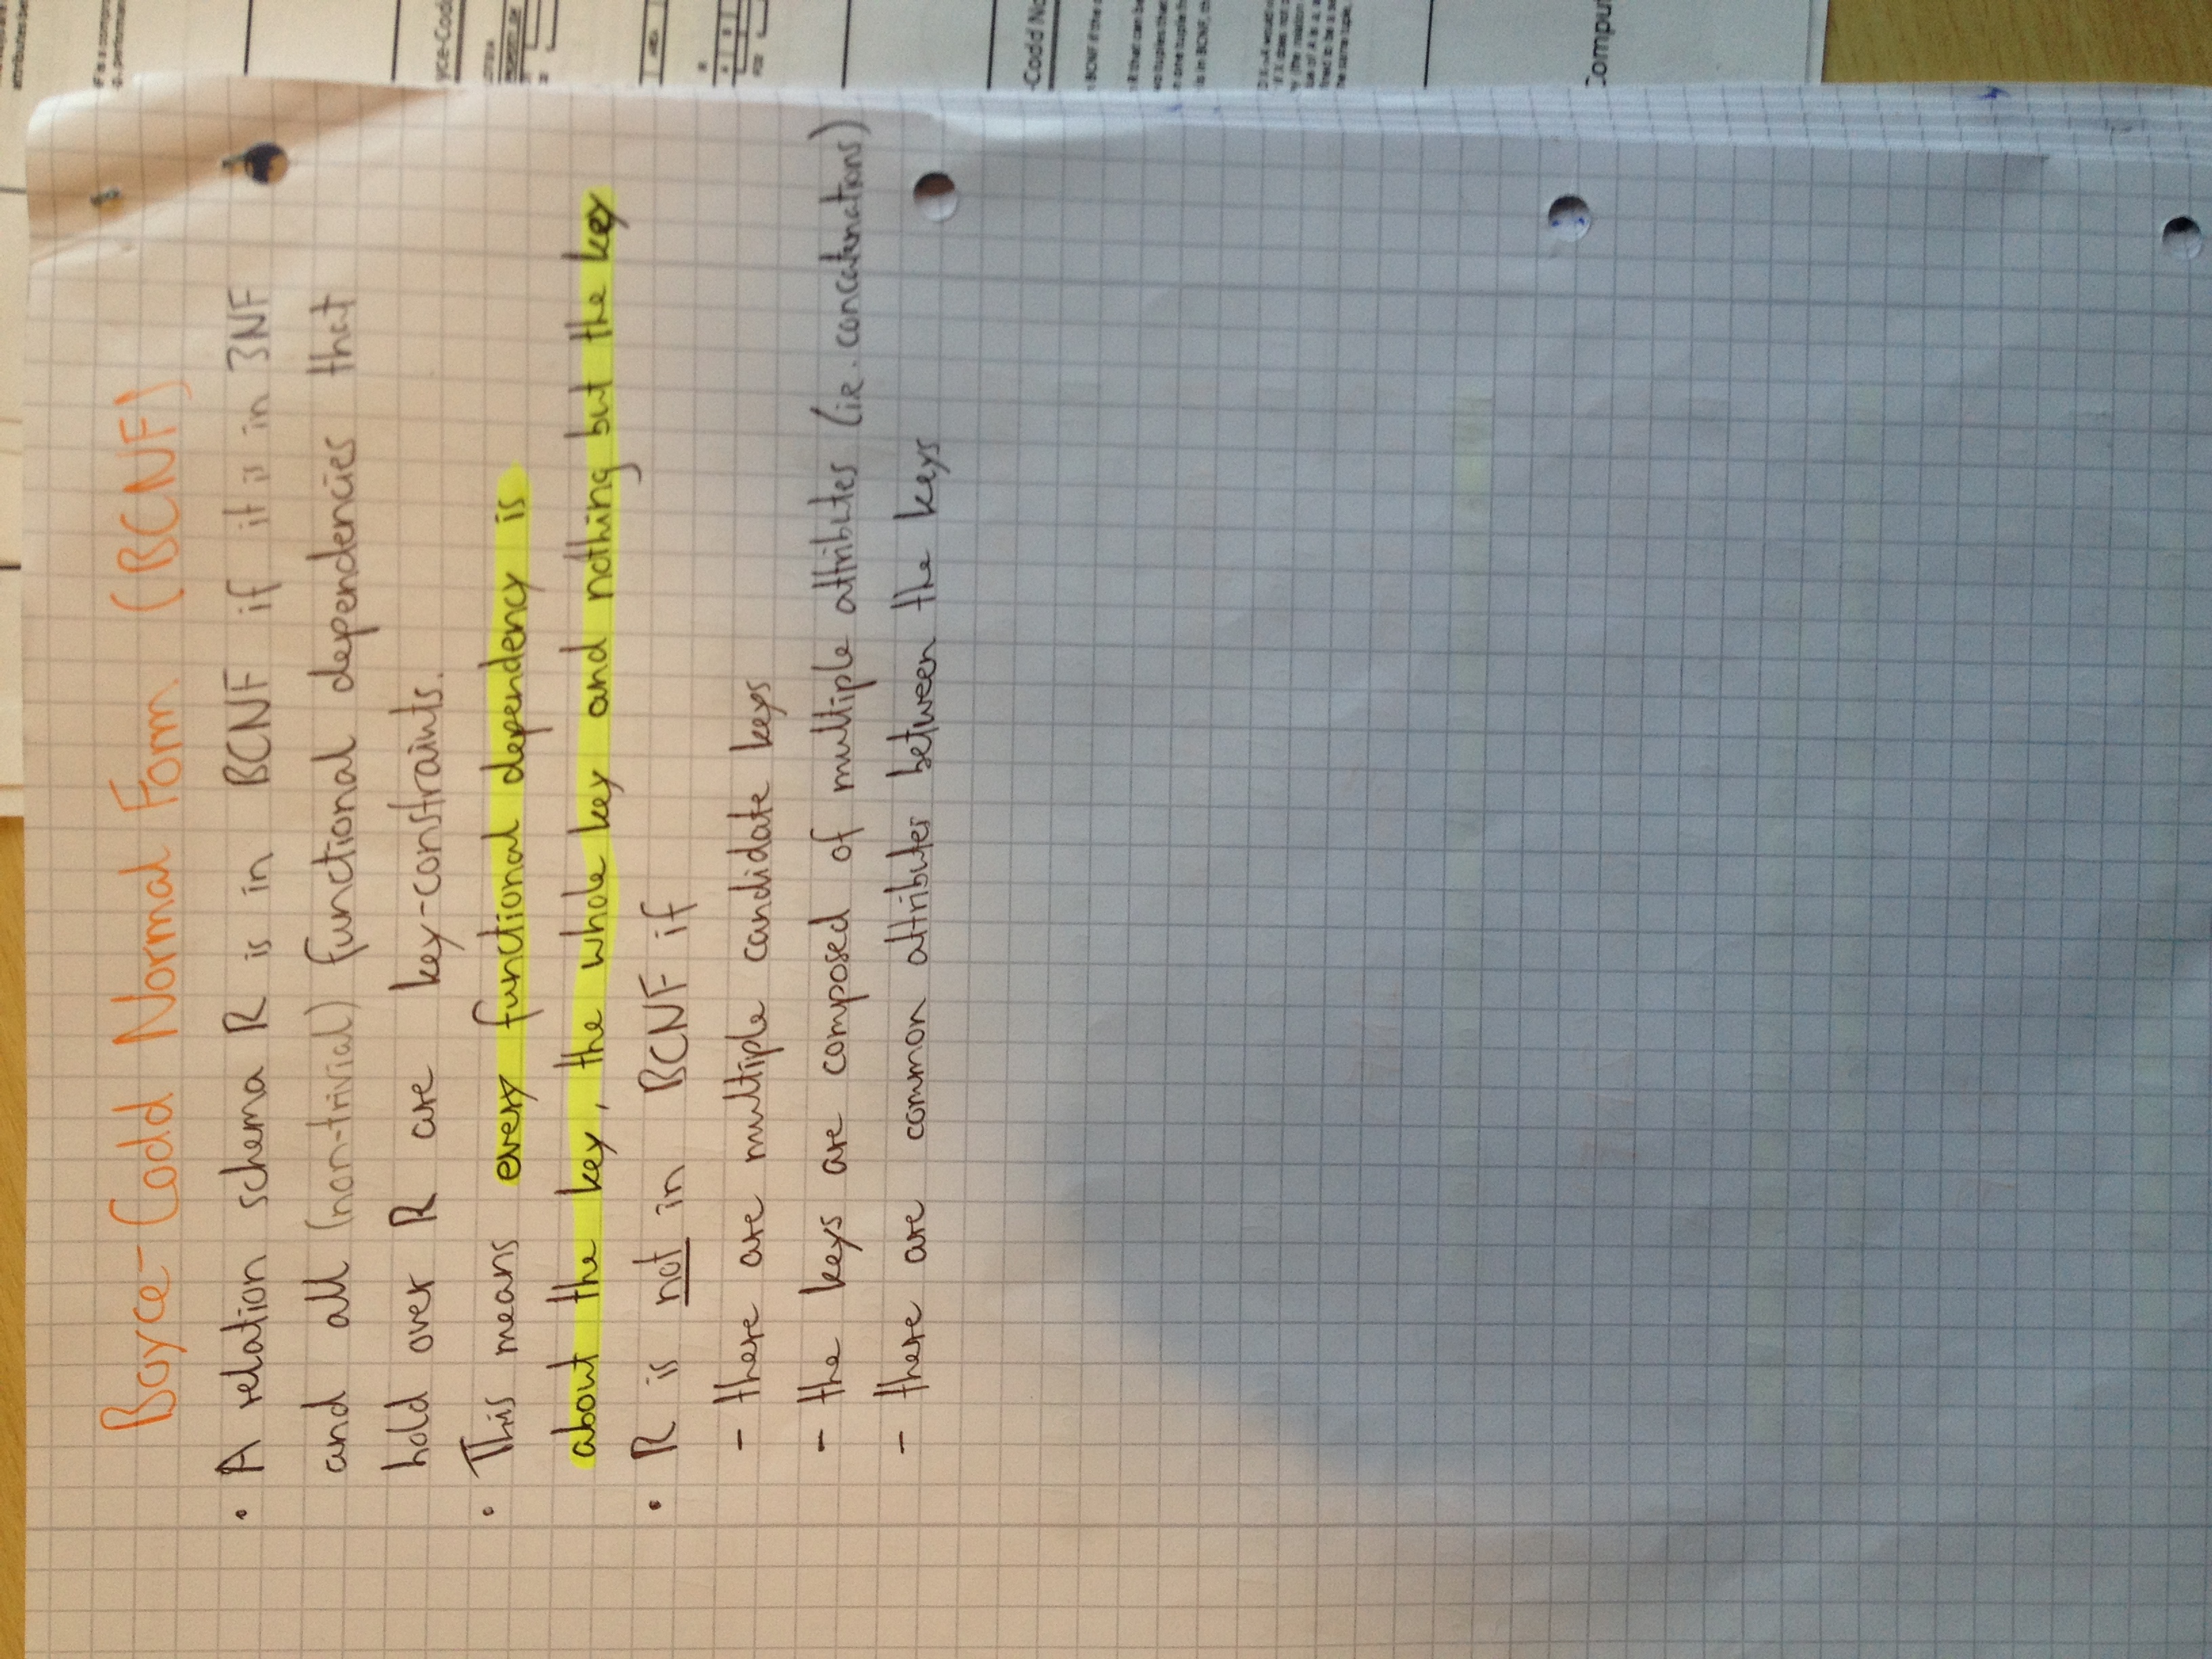 Boyce-Codd Normal Form (BCNF)
• A relation schema R is in BCNF if it is in 3NF
and all (non-trivial) functional dependencies that
hold over R are key-constraints.
• This means every functional dependency is
about the key, the whole key and nothing but the key
• R is not in BCNF if
- there are multiple candidate keys
- the keys are composed of multiple attributes (i.e. concatenations)
- there are common attributes between the keys
attributes be
yce-Codd
-Codd No
Comput